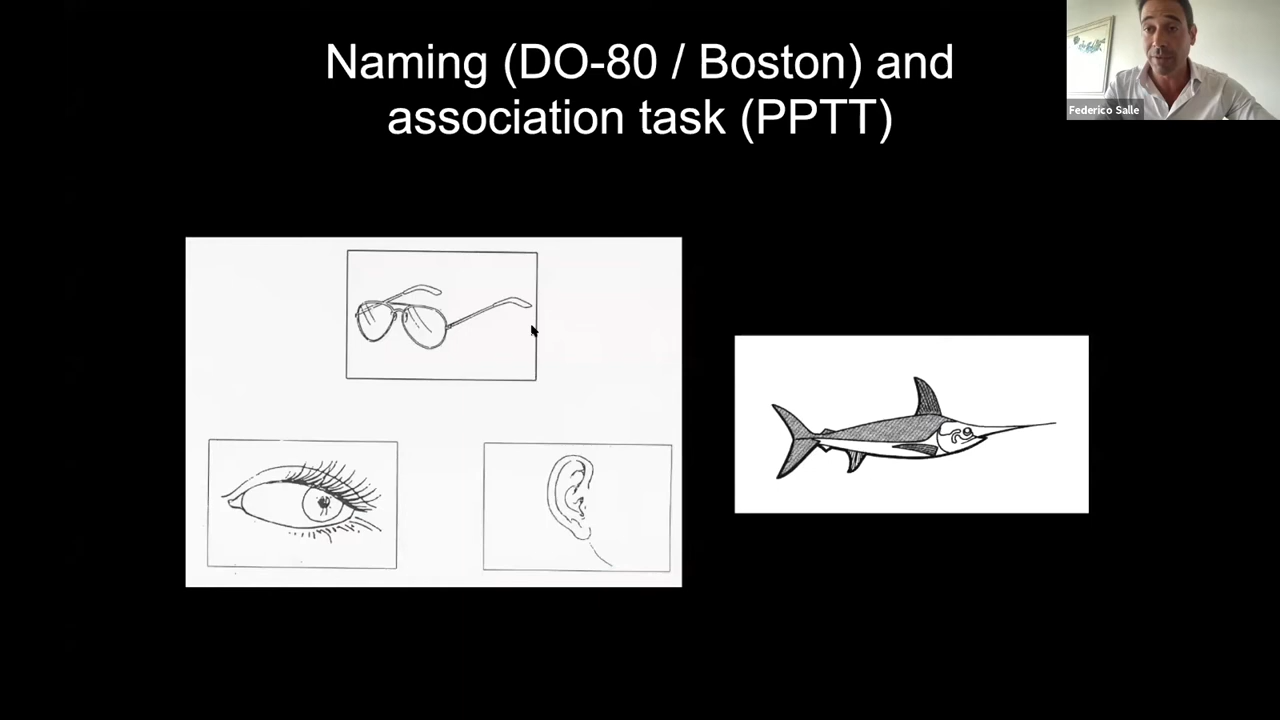 Naming (DO-80 / Boston) and
association task (PPTT)
Federico Salle